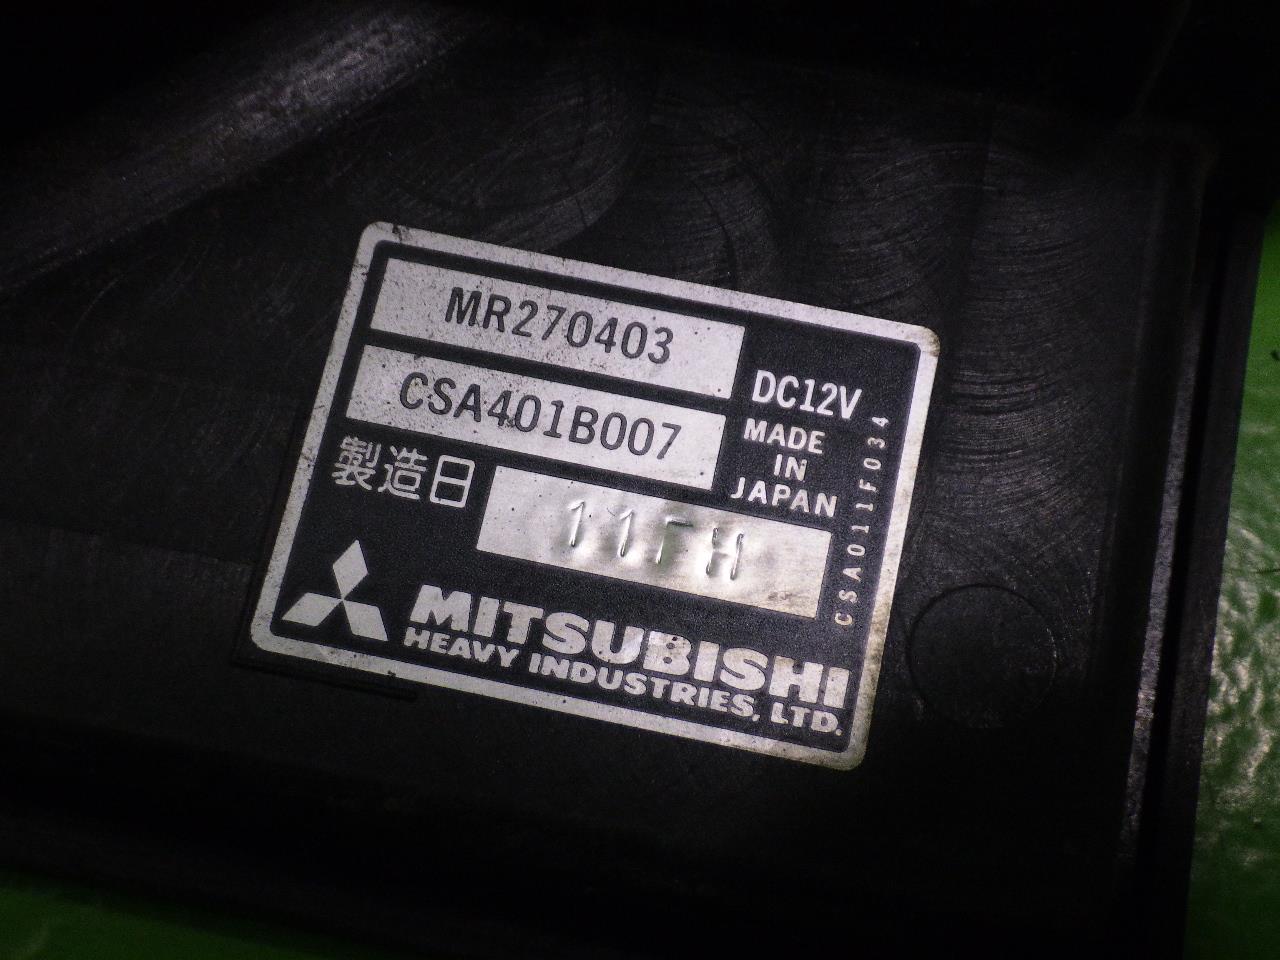 MR270403
CSA401B007
DC12V
MADE
IN
JAPAN
製造日
CSA011F034
MITSUBISHI
HEAVY INDUSTRIES, LTD.